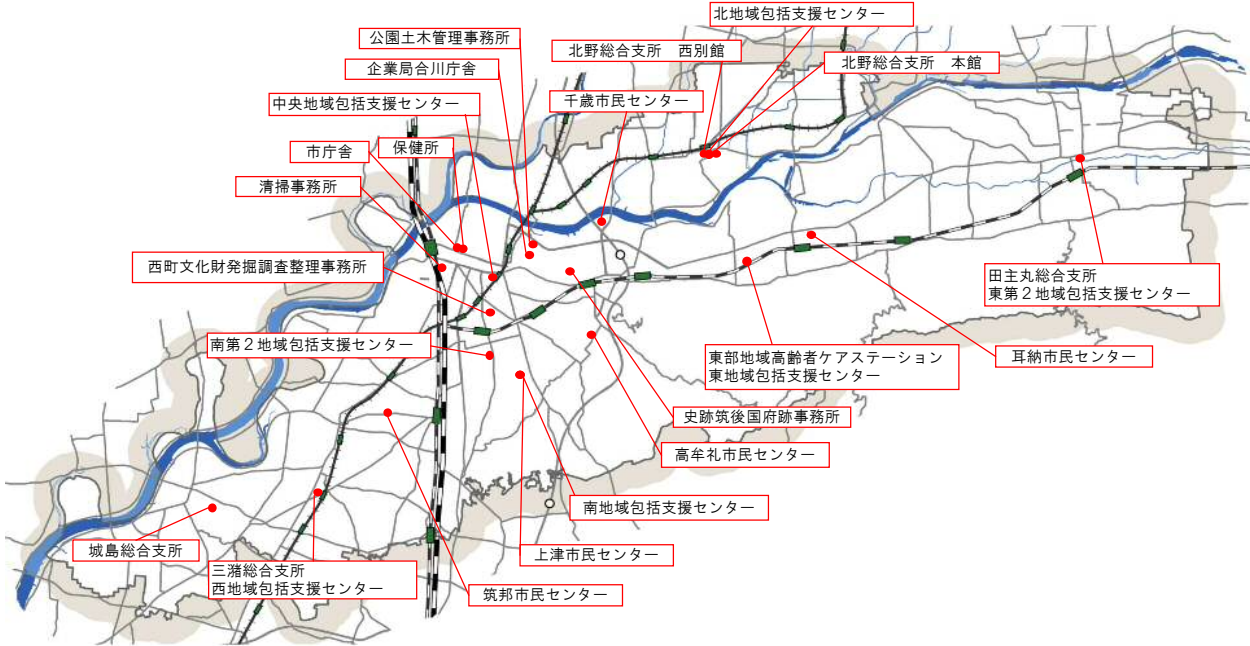 北地域包括支援センター
公園土木管理事務所
北野総合支所　西別館
北野総合支所　本館
企業局合川庁舎
中央地域包括支援センター
千歳市民センター
市庁舎
保健所
清掃事務所
西町文化財発掘調査整理事務所
田主丸総合支所
東第２地域包括支援センター
南第２地域包括支援センター
東部地域高齢者ケアステーション
東地域包括支援センター
耳納市民センター
史跡筑後国府跡事務所
高牟礼市民センター
南地域包括支援センター
城島総合支所
上津市民センター
三潴総合支所
西地域包括支援センター
筑邦市民センター